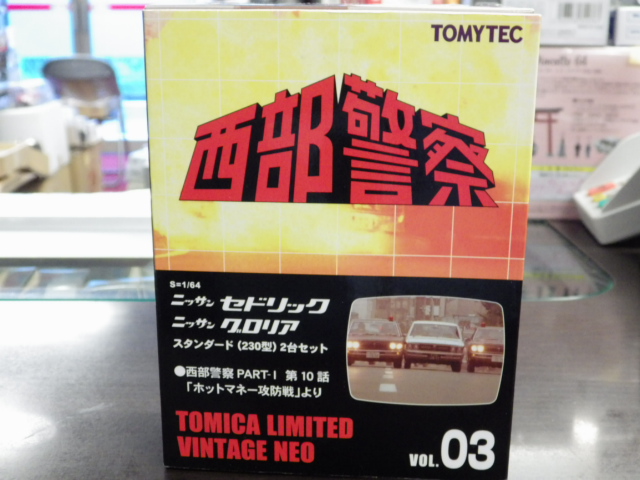 TOMYTEC
西部警察
S=1/64
ニッサン セドリック
ニッサン グロリア
スタンダード (230型) 2台セット
●西部警察 PART-Ⅰ 第10話
「ホットマネー攻防戦」より
TOMICA LIMITED
VINTAGE NEO
VOL.03